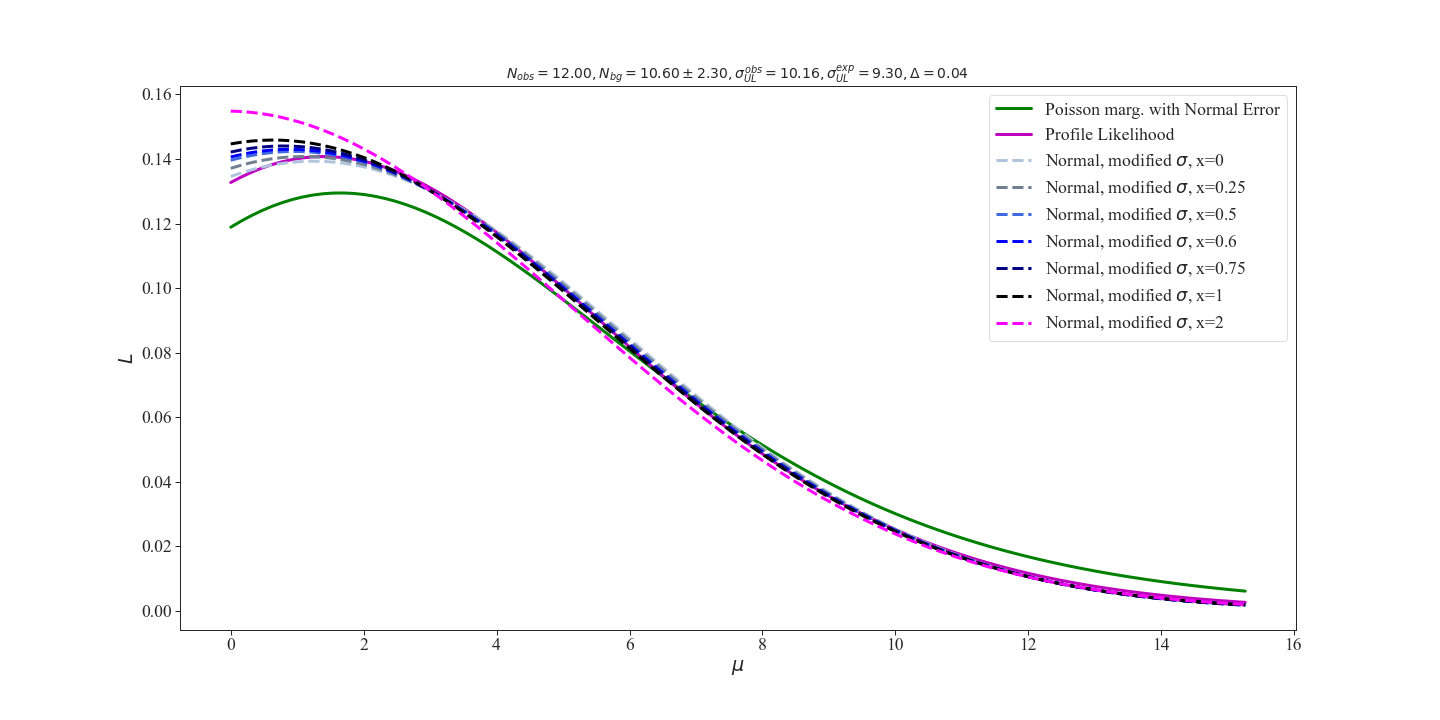 N_obs = 12.00, N_bg = 10.60 ± 2.30, σ_UL^obs = 10.16, σ_UL^exp = 9.30, Δ = 0.04
Poisson marg. with Normal Error
Profile Likelihood
Normal, modified σ, x=0
Normal, modified σ, x=0.25
Normal, modified σ, x=0.5
Normal, modified σ, x=0.6
Normal, modified σ, x=0.75
Normal, modified σ, x=1
Normal, modified σ, x=2
L
0.16
0.14
0.12
0.10
0.08
0.06
0.04
0.02
0.00
0 2 4 6 8 10 12 14 16
μ